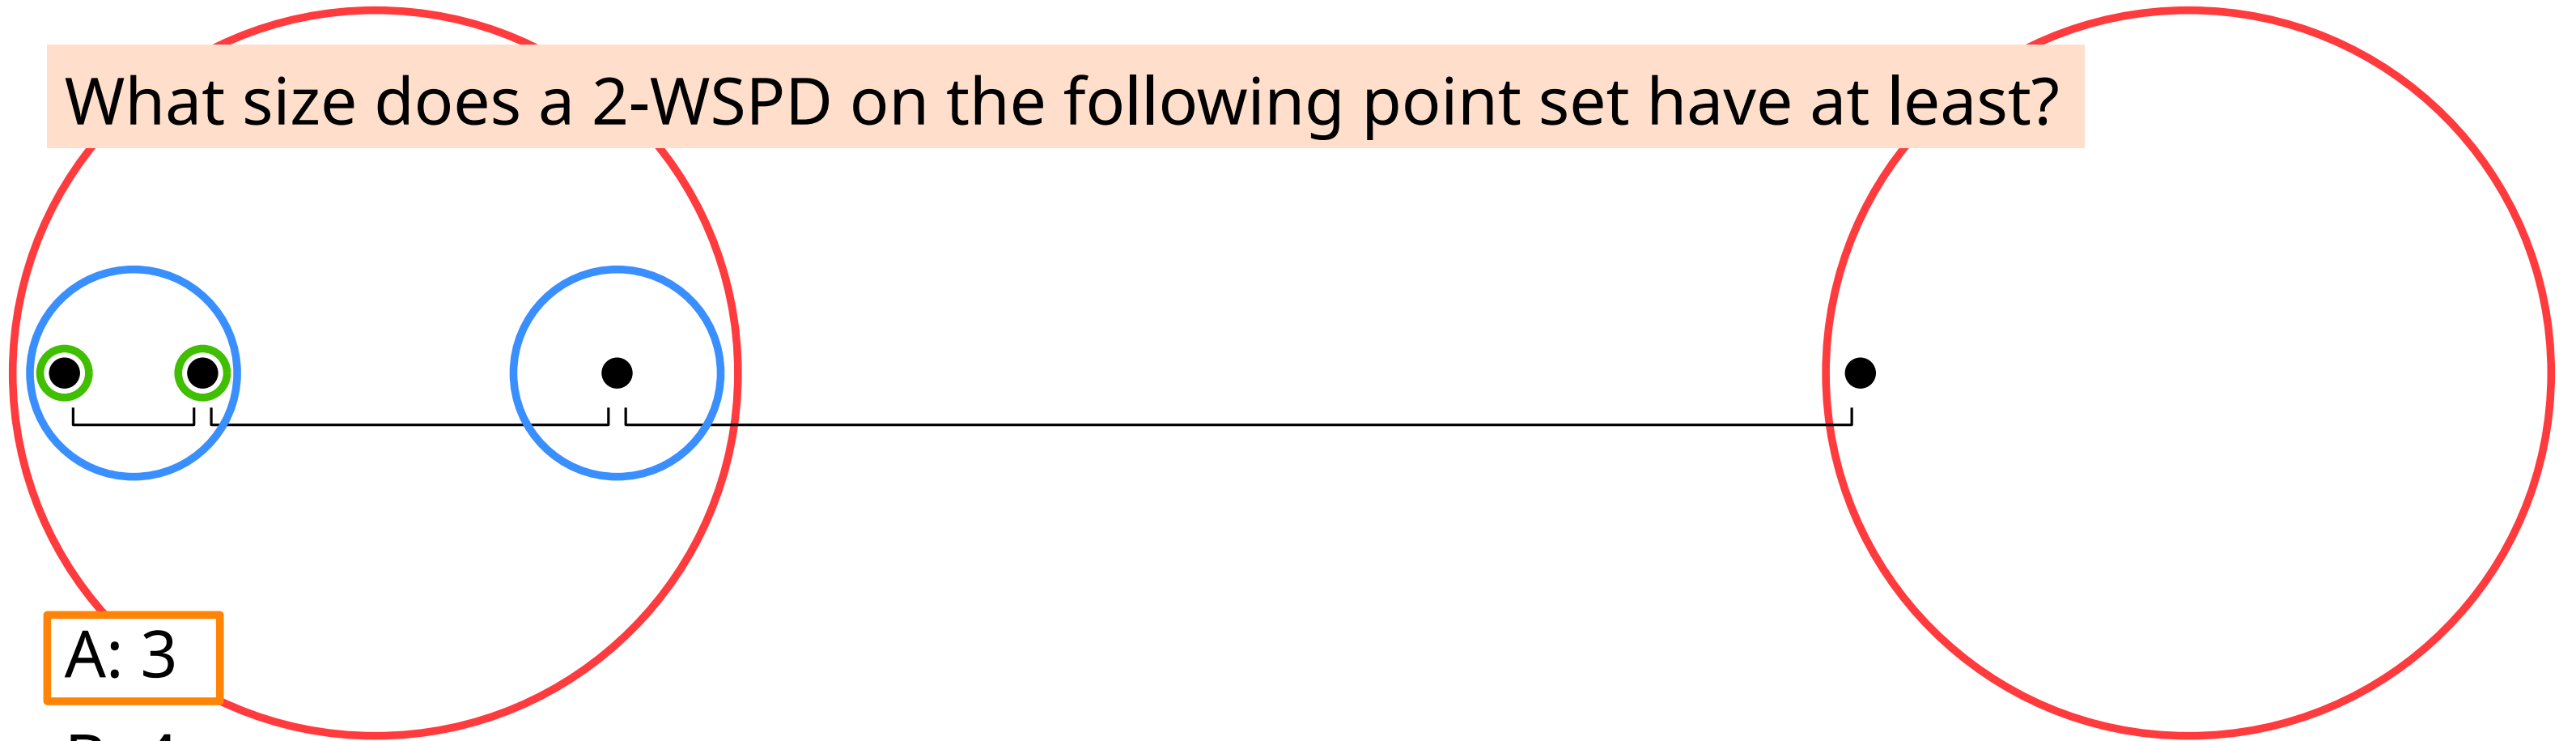 What size does a 2-WSPD on the following point set have at least?
A: 3